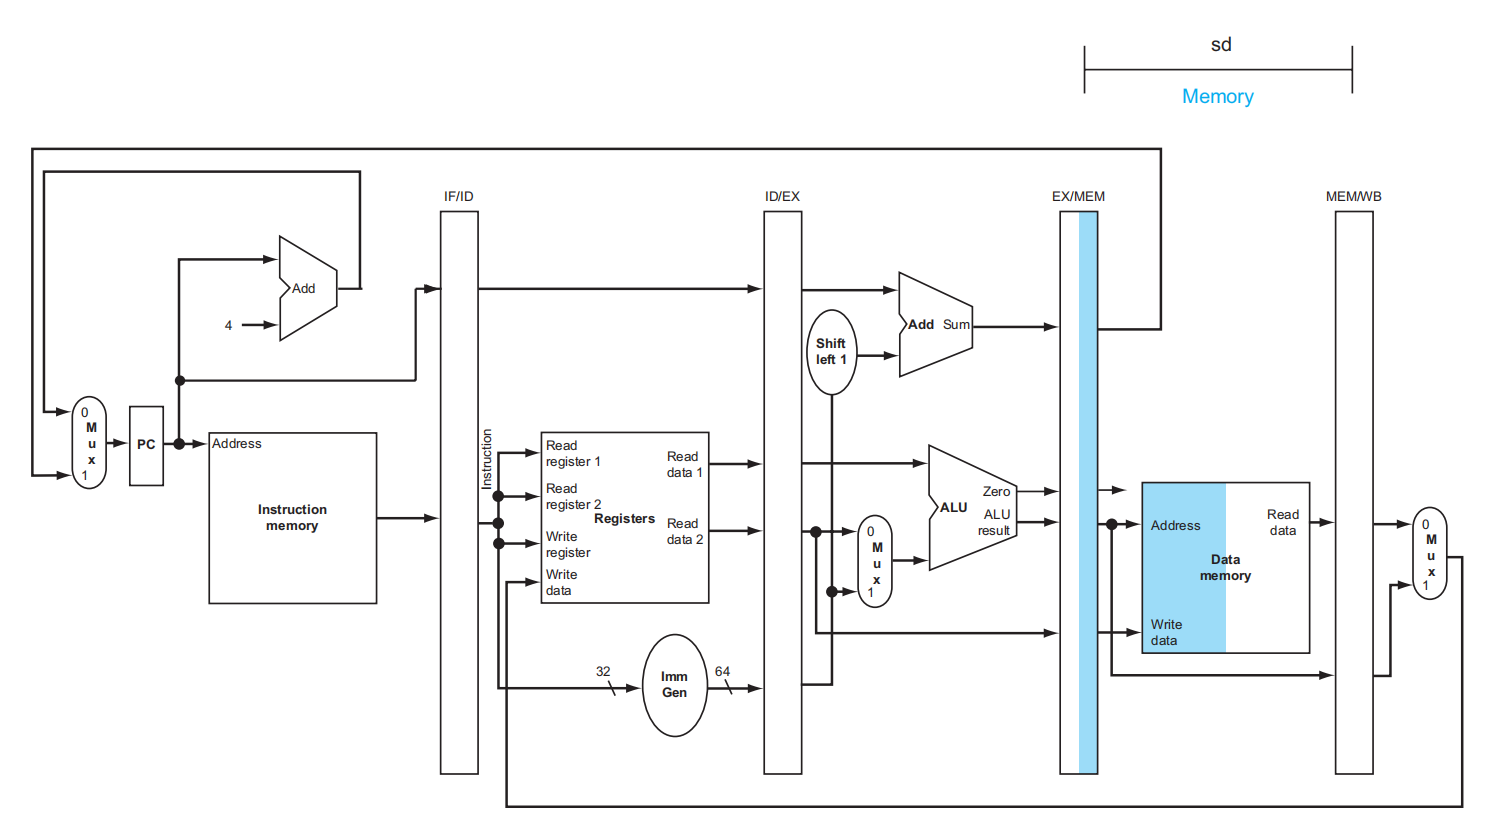 sd
Memory
IF/ID
ID/EX
EX/MEM
MEM/WB
Add
4
Add Sum
Shift
left 1
0
M
u
x
1
PC
Address
Instruction
memory
Instruction
Read
register 1
Read
register 2
Write
register
Write
data
Registers
Read
data 1
Read
data 2
32
Imm
Gen
64
0
M
u
x
1
Zero
ALU
ALU
result
Address
Read
data
Data
memory
Write
data
0
M
u
x
1